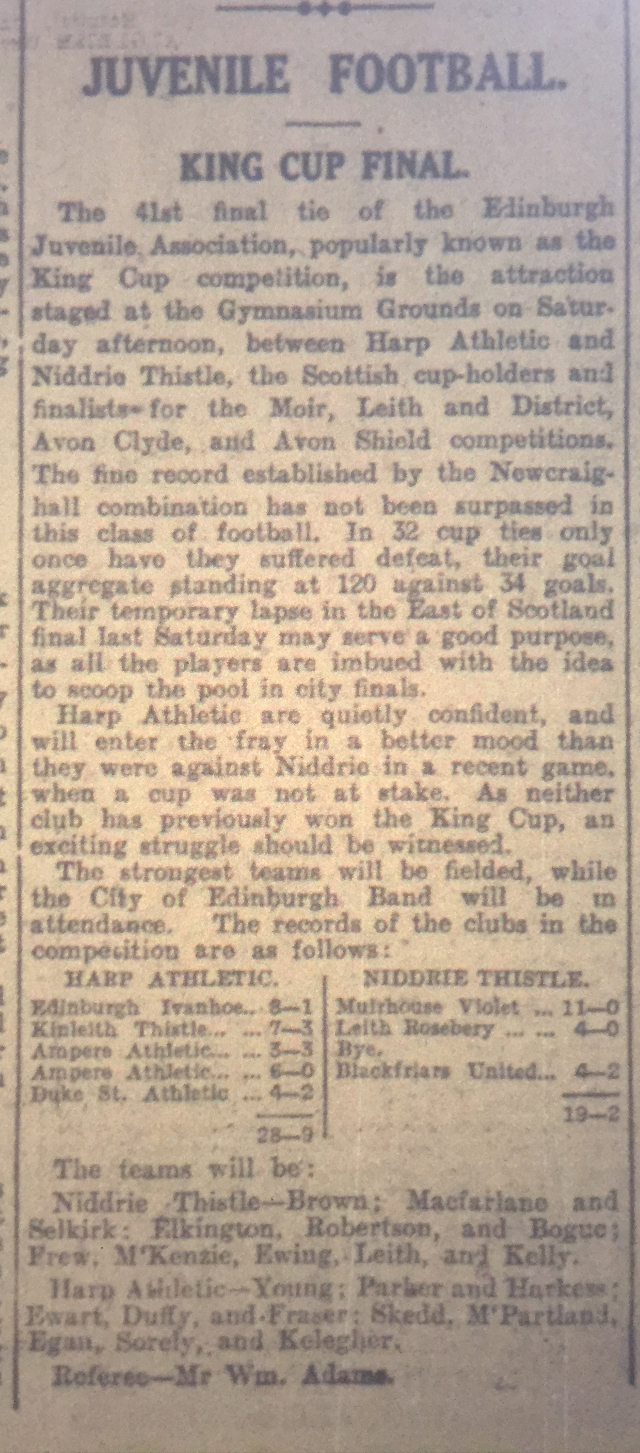 JUVENILE FOOTBALL.
KING CUP FINAL.
The 41st final tie of the Edinburgh
Juvenile Association, popularly known as the
King Cup competition, is the attraction
staged at the Gymnasium Grounds on Satur-
day afternoon, between Harp Athletic and
Niddrie Thistle, the Scottish cup-holders and
finalists for the Moir, Leith and District,
Avon Clyde, and Avon Shield competitions.
The fine record established by the Newcraig-
hall combination has not been surpassed in
this class of football. In 32 cup ties only
once have they suffered defeat, their goal
aggregate standing at 120 against 34 goals.
Their temporary lapse in the East of Scotland
final last Saturday may serve a good purpose,
as all the players are imbued with the idea
to scoop the pool in city finals.
Harp Athletic are quietly confident, and
will enter the fray in a better mood than
they were against Niddrie in a recent game,
when a cup was not at stake. As neither
club has previously won the King Cup, an
exciting struggle should be witnessed.
The strongest teams will be fielded, while
the City of Edinburgh Band will be in
attendance. The records of the clubs in the
competition are as follows:
HARP ATHLETIC.
Edinburgh Ivanhoe.. 8—1
Kinleith Thistle... ... 7—3
Ampere Athletic... ... 3—3
Ampere Athletic... ... 6—0
Duke St. Athletic ... 4—2
28—9
NIDDRIE THISTLE.
Muirhouse Violet ... 11—0
Leith Rosebery ... ... 4—0
Bye.
Blackfriars United... 4—2
19—2
The teams will be:
Niddrie Thistle—Brown; Macfarlane and
Selkirk; Elkington, Robertson, and Bogue;
Frew, M'Kenzie, Ewing, Leith, and Kelly.
Harp Athletic—Young; Parker and Harkess;
Ewart, Duffy, and Fraser; Skedd, M'Partland,
Egan, Sorely, and Kelegher.
Referee—Mr Wm. Adams.